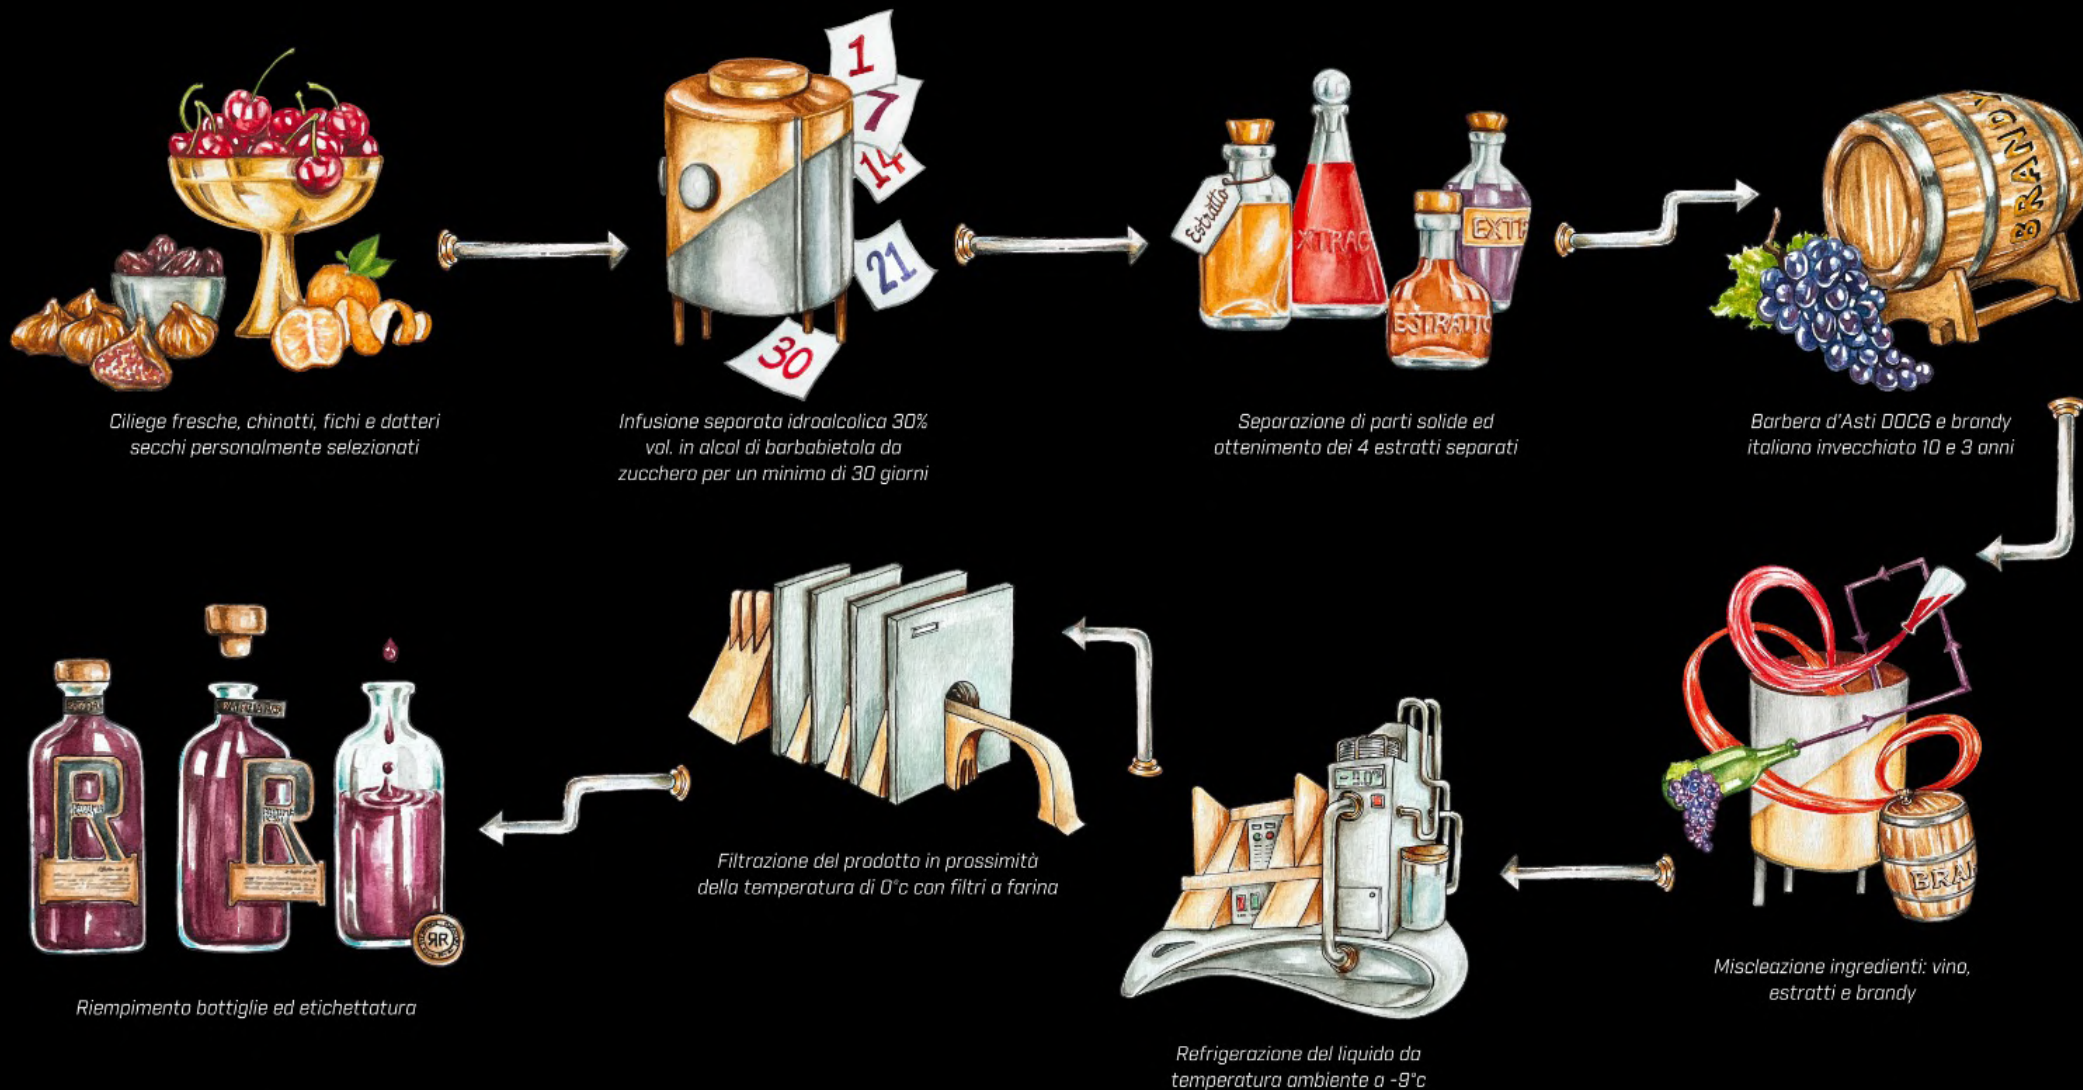 1
7
14
21
30
Estratto
XTRAC
ESTRATTO
EXTR
BRANDY
Ciliege fresche, chinotti, fichi e datteri
secchi personalmente selezionati
Infusione separata idroalcolica 30%
vol. in alcol di barbabietola da
zucchero per un minimo di 30 giorni
Separazione di parti solide ed
ottenimento dei 4 estratti separati
Barbera d'Asti DOCG e brandy
italiano invecchiato 10 e 3 anni
BRAN
Miscleazione ingredienti: vino,
estratti e brandy
Refrigerazione del liquido da
temperatura ambiente a -9°c
Filtrazione del prodotto in prossimità
della temperatura di 0°c con filtri a farina
R
R
RR
Riempimento bottiglie ed etichettatura